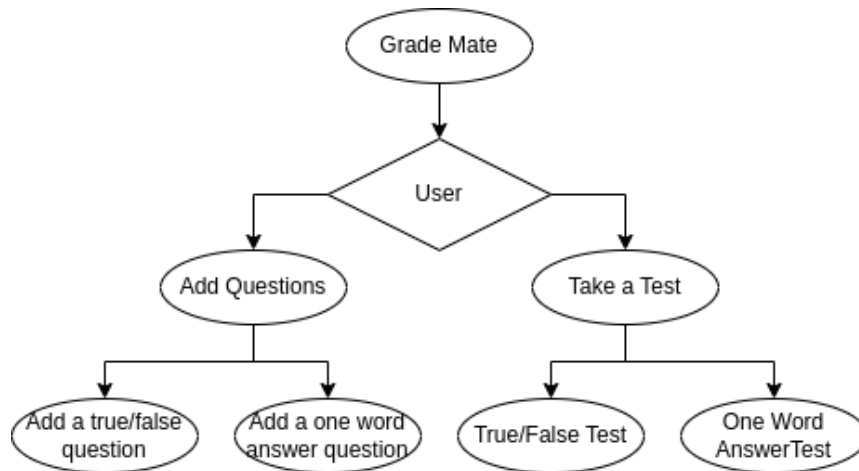 Grade Mate
User
Add Questions
Take a Test
Add a true/false
question
Add a one word
answer question
True/False Test
One Word
AnswerTest